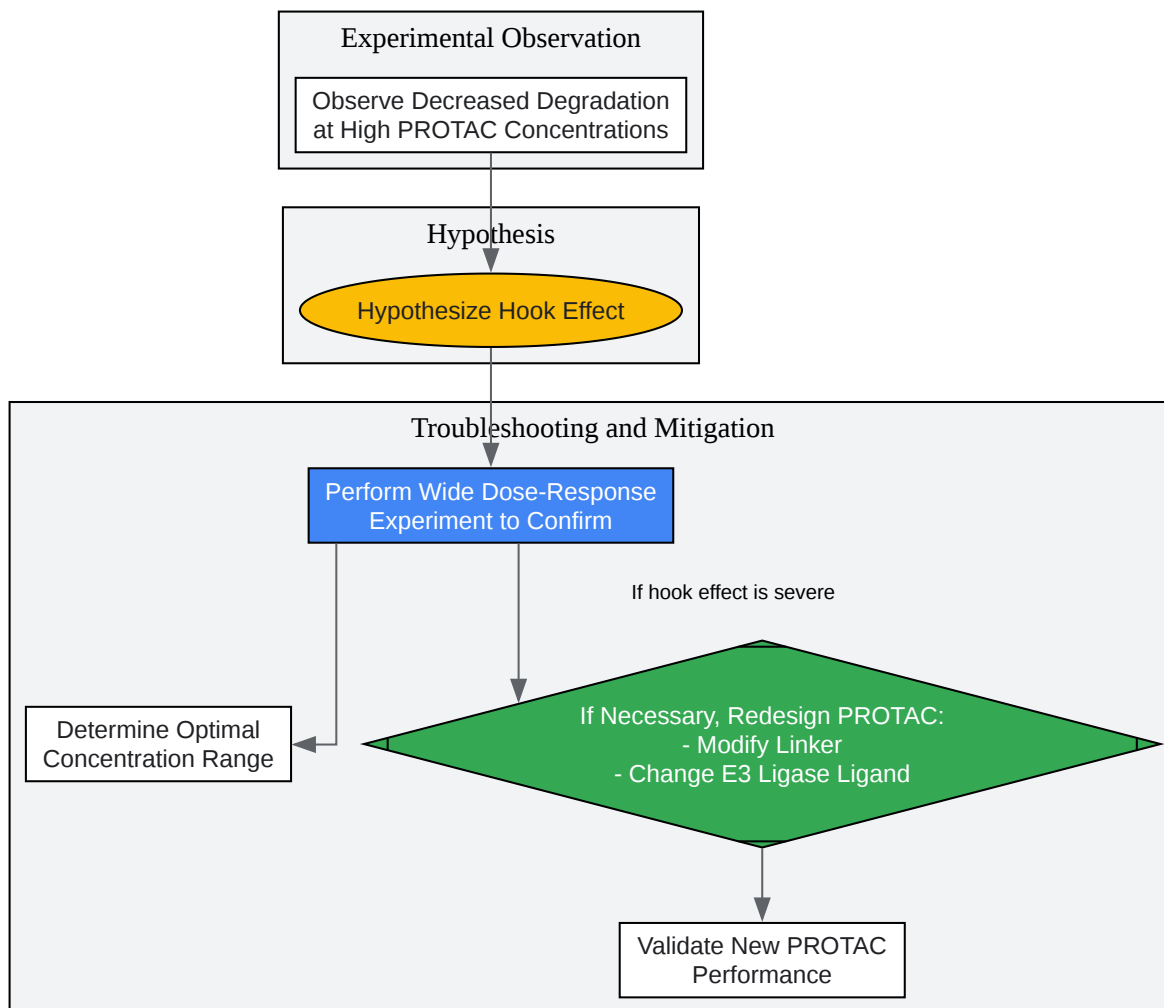 Experimental Observation
Observe Decreased Degradation
at High PROTAC Concentrations
Hypothesis
Hypothesize Hook Effect
Troubleshooting and Mitigation
Perform Wide Dose-Response
Experiment to Confirm
If hook effect is severe
Determine Optimal
Concentration Range
If Necessary, Redesign PROTAC:
- Modify Linker
- Change E3 Ligase Ligand
Validate New PROTAC
Performance